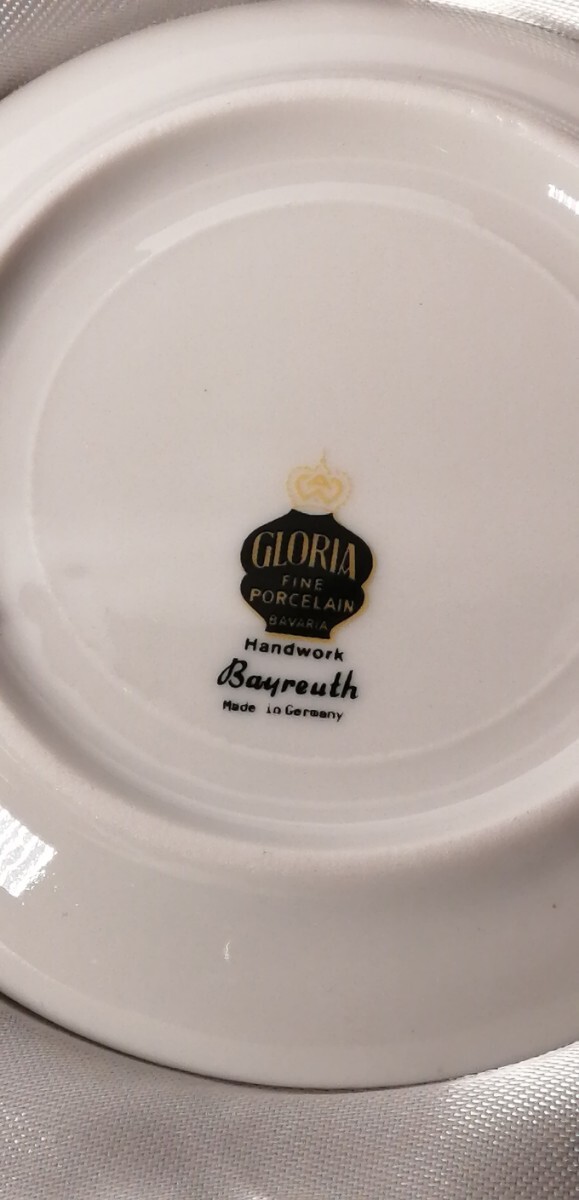 GLORIA
FINE
PORCELAIN
BAVARIA
Handwork
Bayreuth
Made in Germany